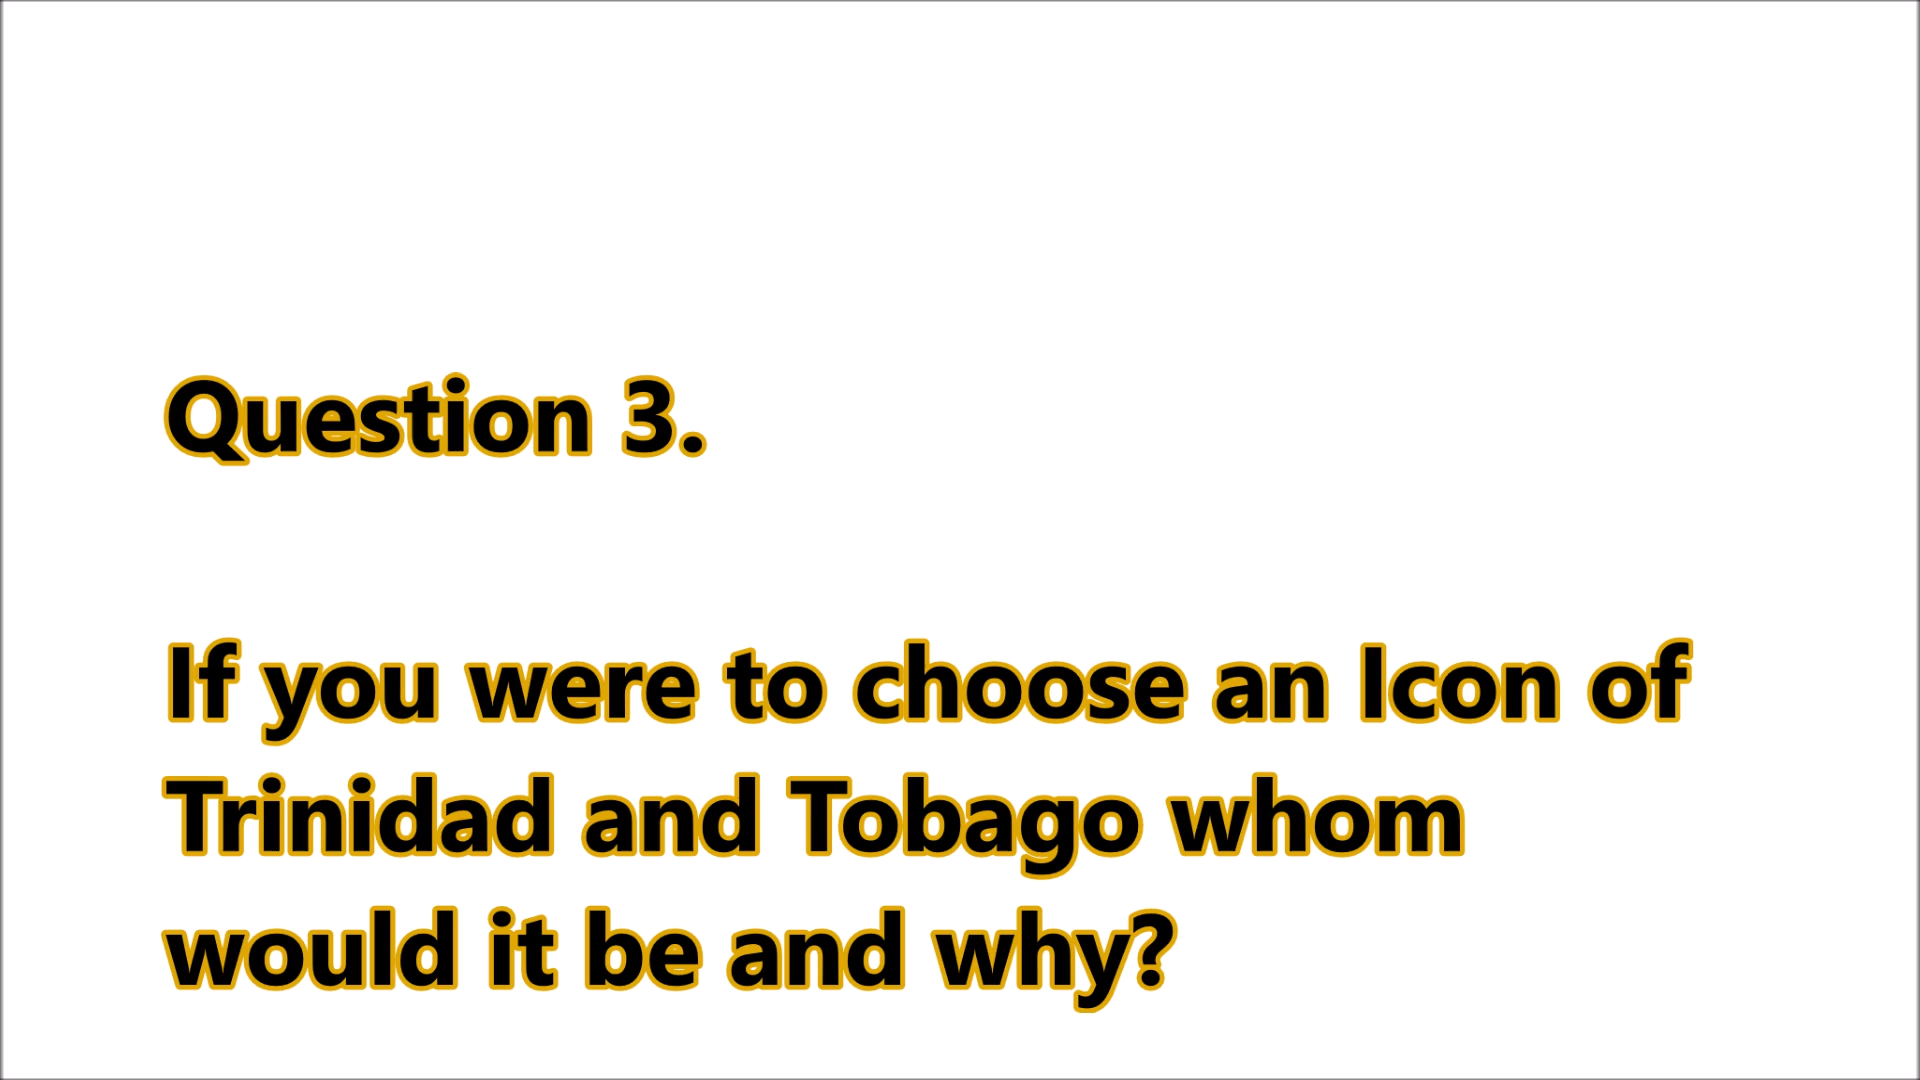 Question 3.
If you were to choose an Icon of
Trinidad and Tobago whom
would it be and why?